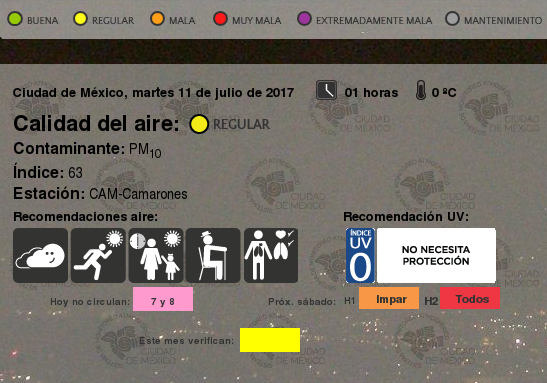 BUENA REGULAR MALA MUY MALA EXTREMADAMENTE MALA MANTENIMIENTO
Ciudad de México, martes 11 de julio de 2017 01 horas 0 ºC
Calidad del aire: REGULAR
Contaminante: PM10
Índice: 63
Estación: CAM-Camarones
Recomendaciones aire: Recomendación UV:
ÍNDICE UV 0 NO NECESITA PROTECCIÓN
Hoy no circulan: 7 y 8 Próx. sábado: H1 Impar H2 Todos
Este mes verifican:
CIUDAD DE MÉXICO